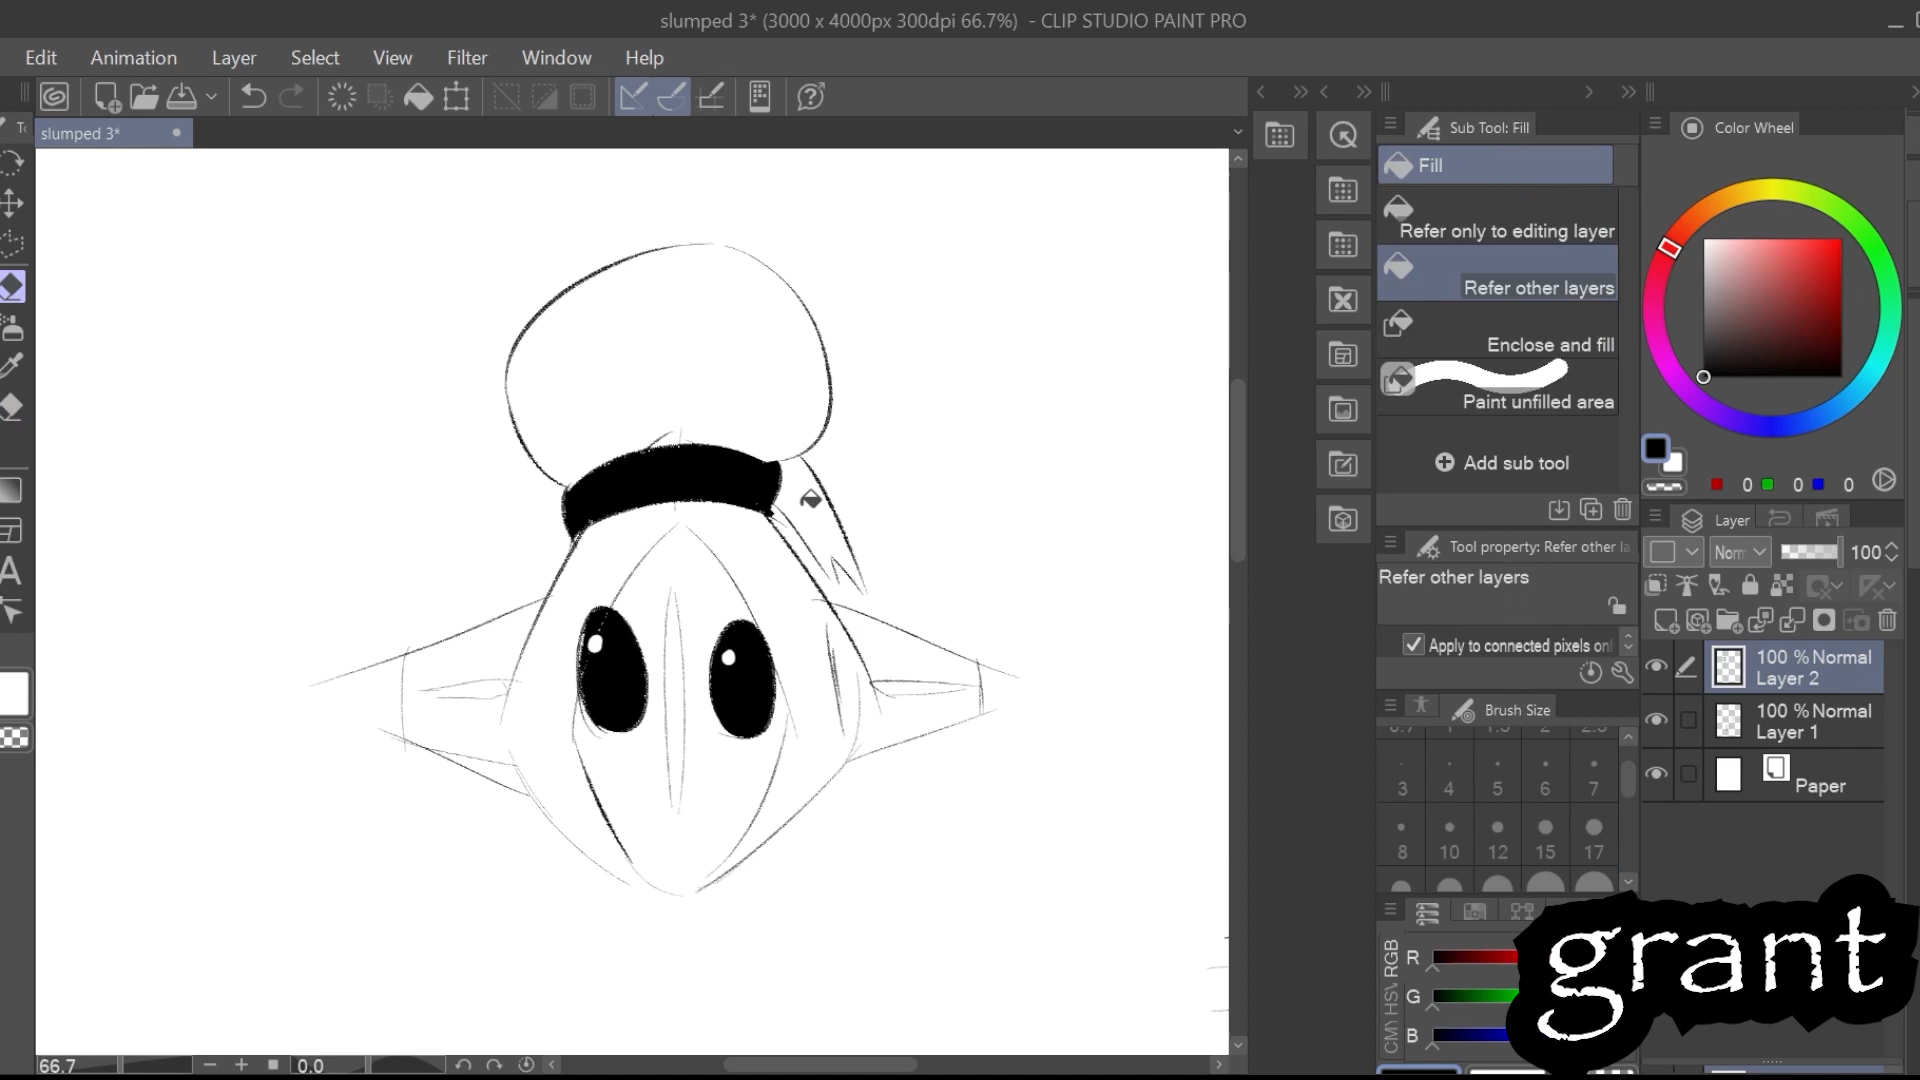 slumped 3* (3000 x 4000px 300dpi 66.7%) - CLIP STUDIO PAINT PRO
Edit Animation Layer Select View Filter Window Help
slumped 3*
Sub Tool: Fill
Fill
Refer only to editing layer
Refer other layers
Enclose and fill
Paint unfilled area
Add sub tool
Color Wheel
0 0 0
Layer
Norm 100
Tool property: Refer other la
Refer other layers
Apply to connected pixels onl
100 % Normal
Layer 2
100 % Normal
Layer 1
Paper
Brush Size
3 4 5 6 7
8 10 12 15 17
RGB
HSV
CMY
R
G
B
grant
A
66.7
0.0